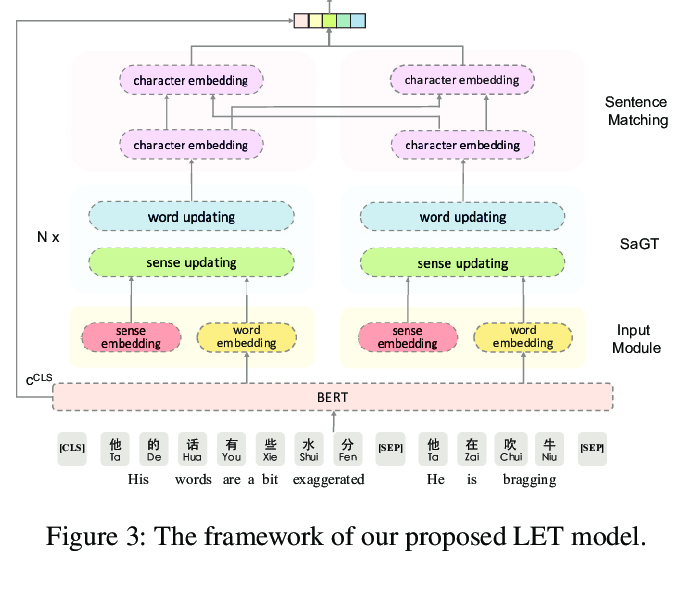 character embedding character embedding
Sentence
Matching
character embedding character embedding
word updating word updating
N x
SaGT
sense updating sense updating
sense
embedding
word
embedding
sense
embedding
word
embedding
Input
Module
cCLS
BERT
[CLS] 他 的 话 有 些 水 分 [SEP] 他 在 吹 牛 [SEP]
Ta De Hua You Xie Shui Fen Ta Zai Chui Niu
His words are a bit exaggerated He is bragging
Figure 3: The framework of our proposed LET model.